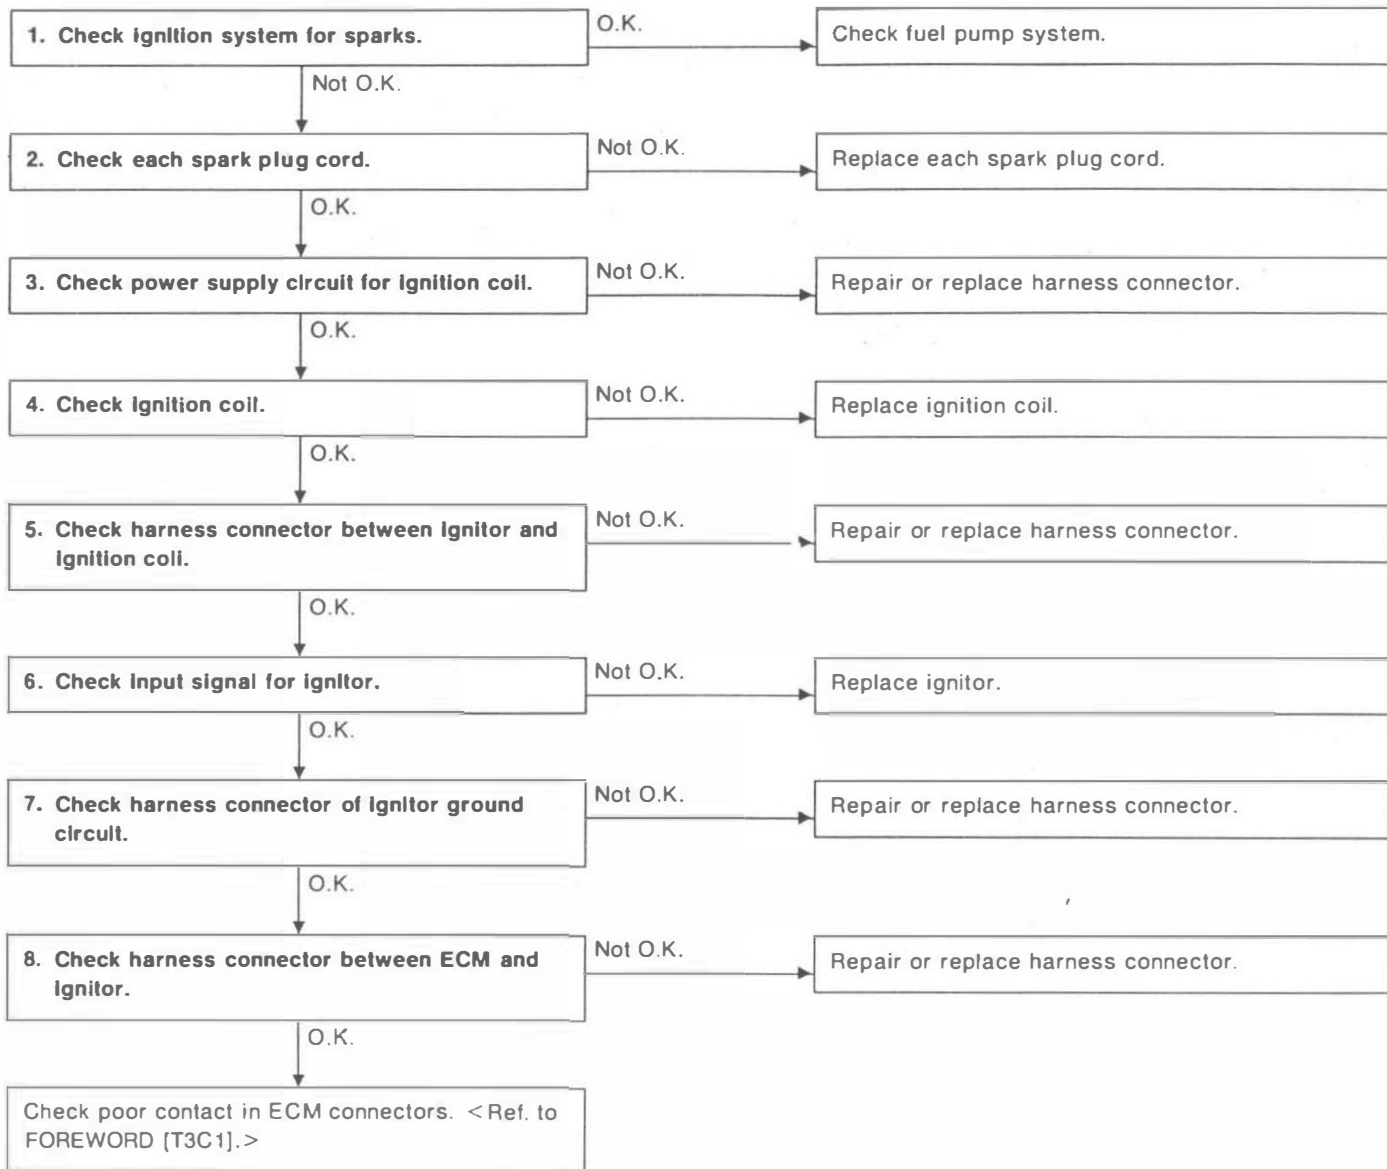 1. Check ignition system for sparks.
O.K.
Check fuel pump system.
Not O.K.
2. Check each spark plug cord.
Not O.K.
Replace each spark plug cord.
O.K.
3. Check power supply circuit for ignition coil.
Not O.K.
Repair or replace harness connector.
O.K.
4. Check ignition coil.
Not O.K.
Replace ignition coil.
O.K.
5. Check harness connector between ignitor and
ignition coil.
Not O.K.
Repair or replace harness connector.
O.K.
6. Check input signal for ignitor.
Not O.K.
Replace ignitor.
O.K.
7. Check harness connector of ignitor ground
circuit.
Not O.K.
Repair or replace harness connector.
O.K.
8. Check harness connector between ECM and
ignitor.
Not O.K.
Repair or replace harness connector.
O.K.
Check poor contact in ECM connectors. <Ref. to
FOREWORD [T3C1].>